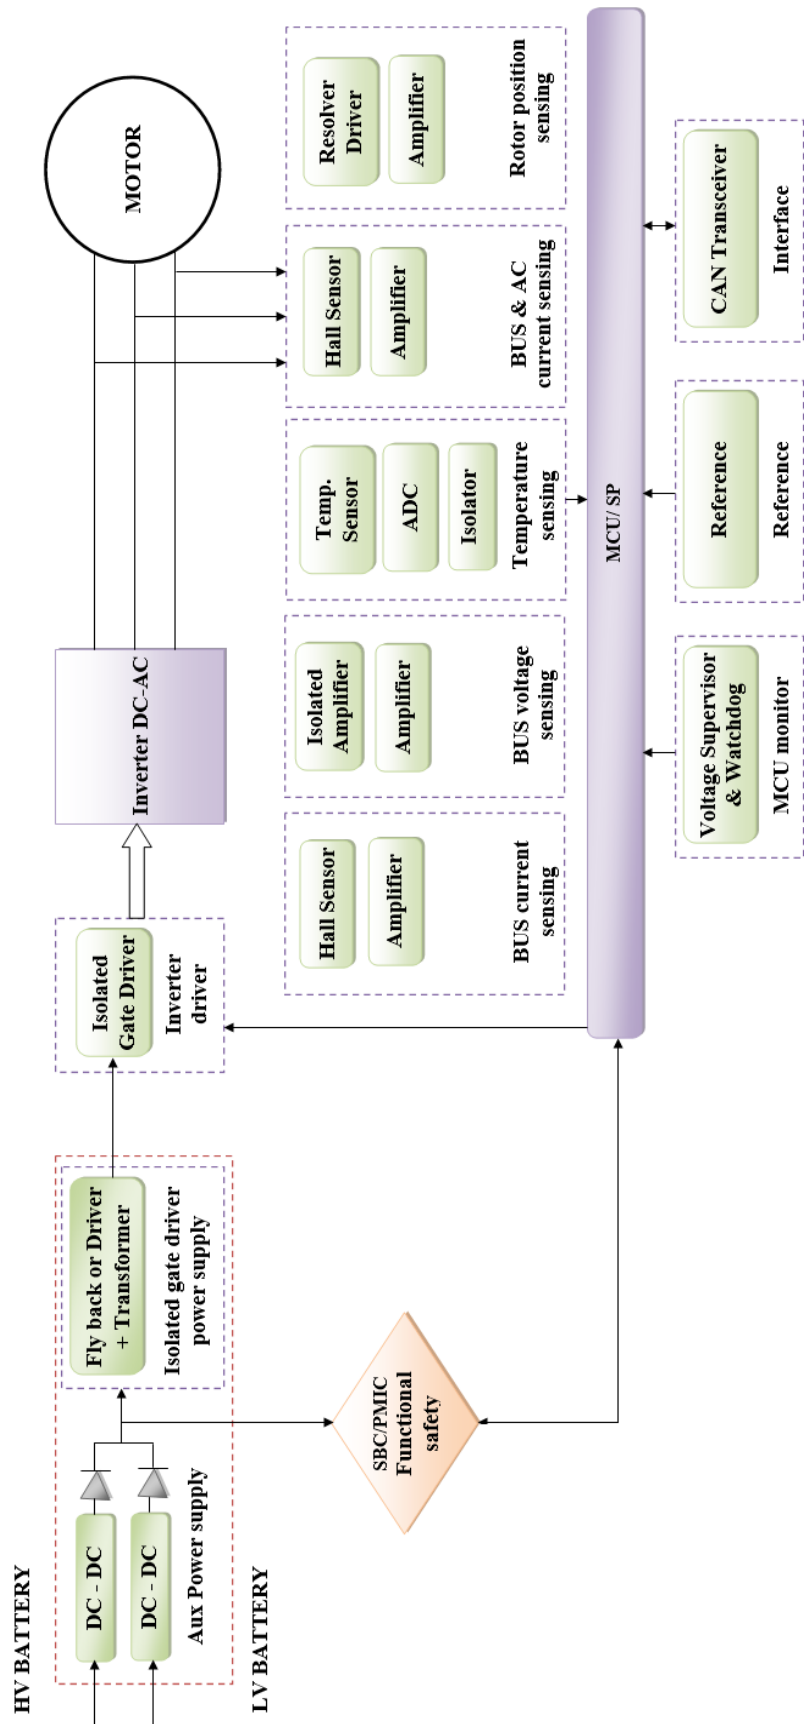 HV BATTERY
DC - DC
DC - DC
Aux Power supply
LV BATTERY
Fly back or Driver
+ Transformer
Isolated gate driver
power supply
Isolated
Gate Driver
Inverter
driver
Inverter DC-AC
MOTOR
SBC/PMIC
Functional
safety
Hall Sensor
Amplifier
BUS current
sensing
Isolated
Amplifier
Amplifier
BUS voltage
sensing
Temp.
Sensor
ADC
Isolator
Temperature
sensing
Hall Sensor
Amplifier
BUS & AC
current sensing
Resolver
Driver
Amplifier
Rotor position
sensing
MCU/ SP
Voltage Supervisor
& Watchdog
MCU monitor
Reference
Reference
CAN Transceiver
Interface